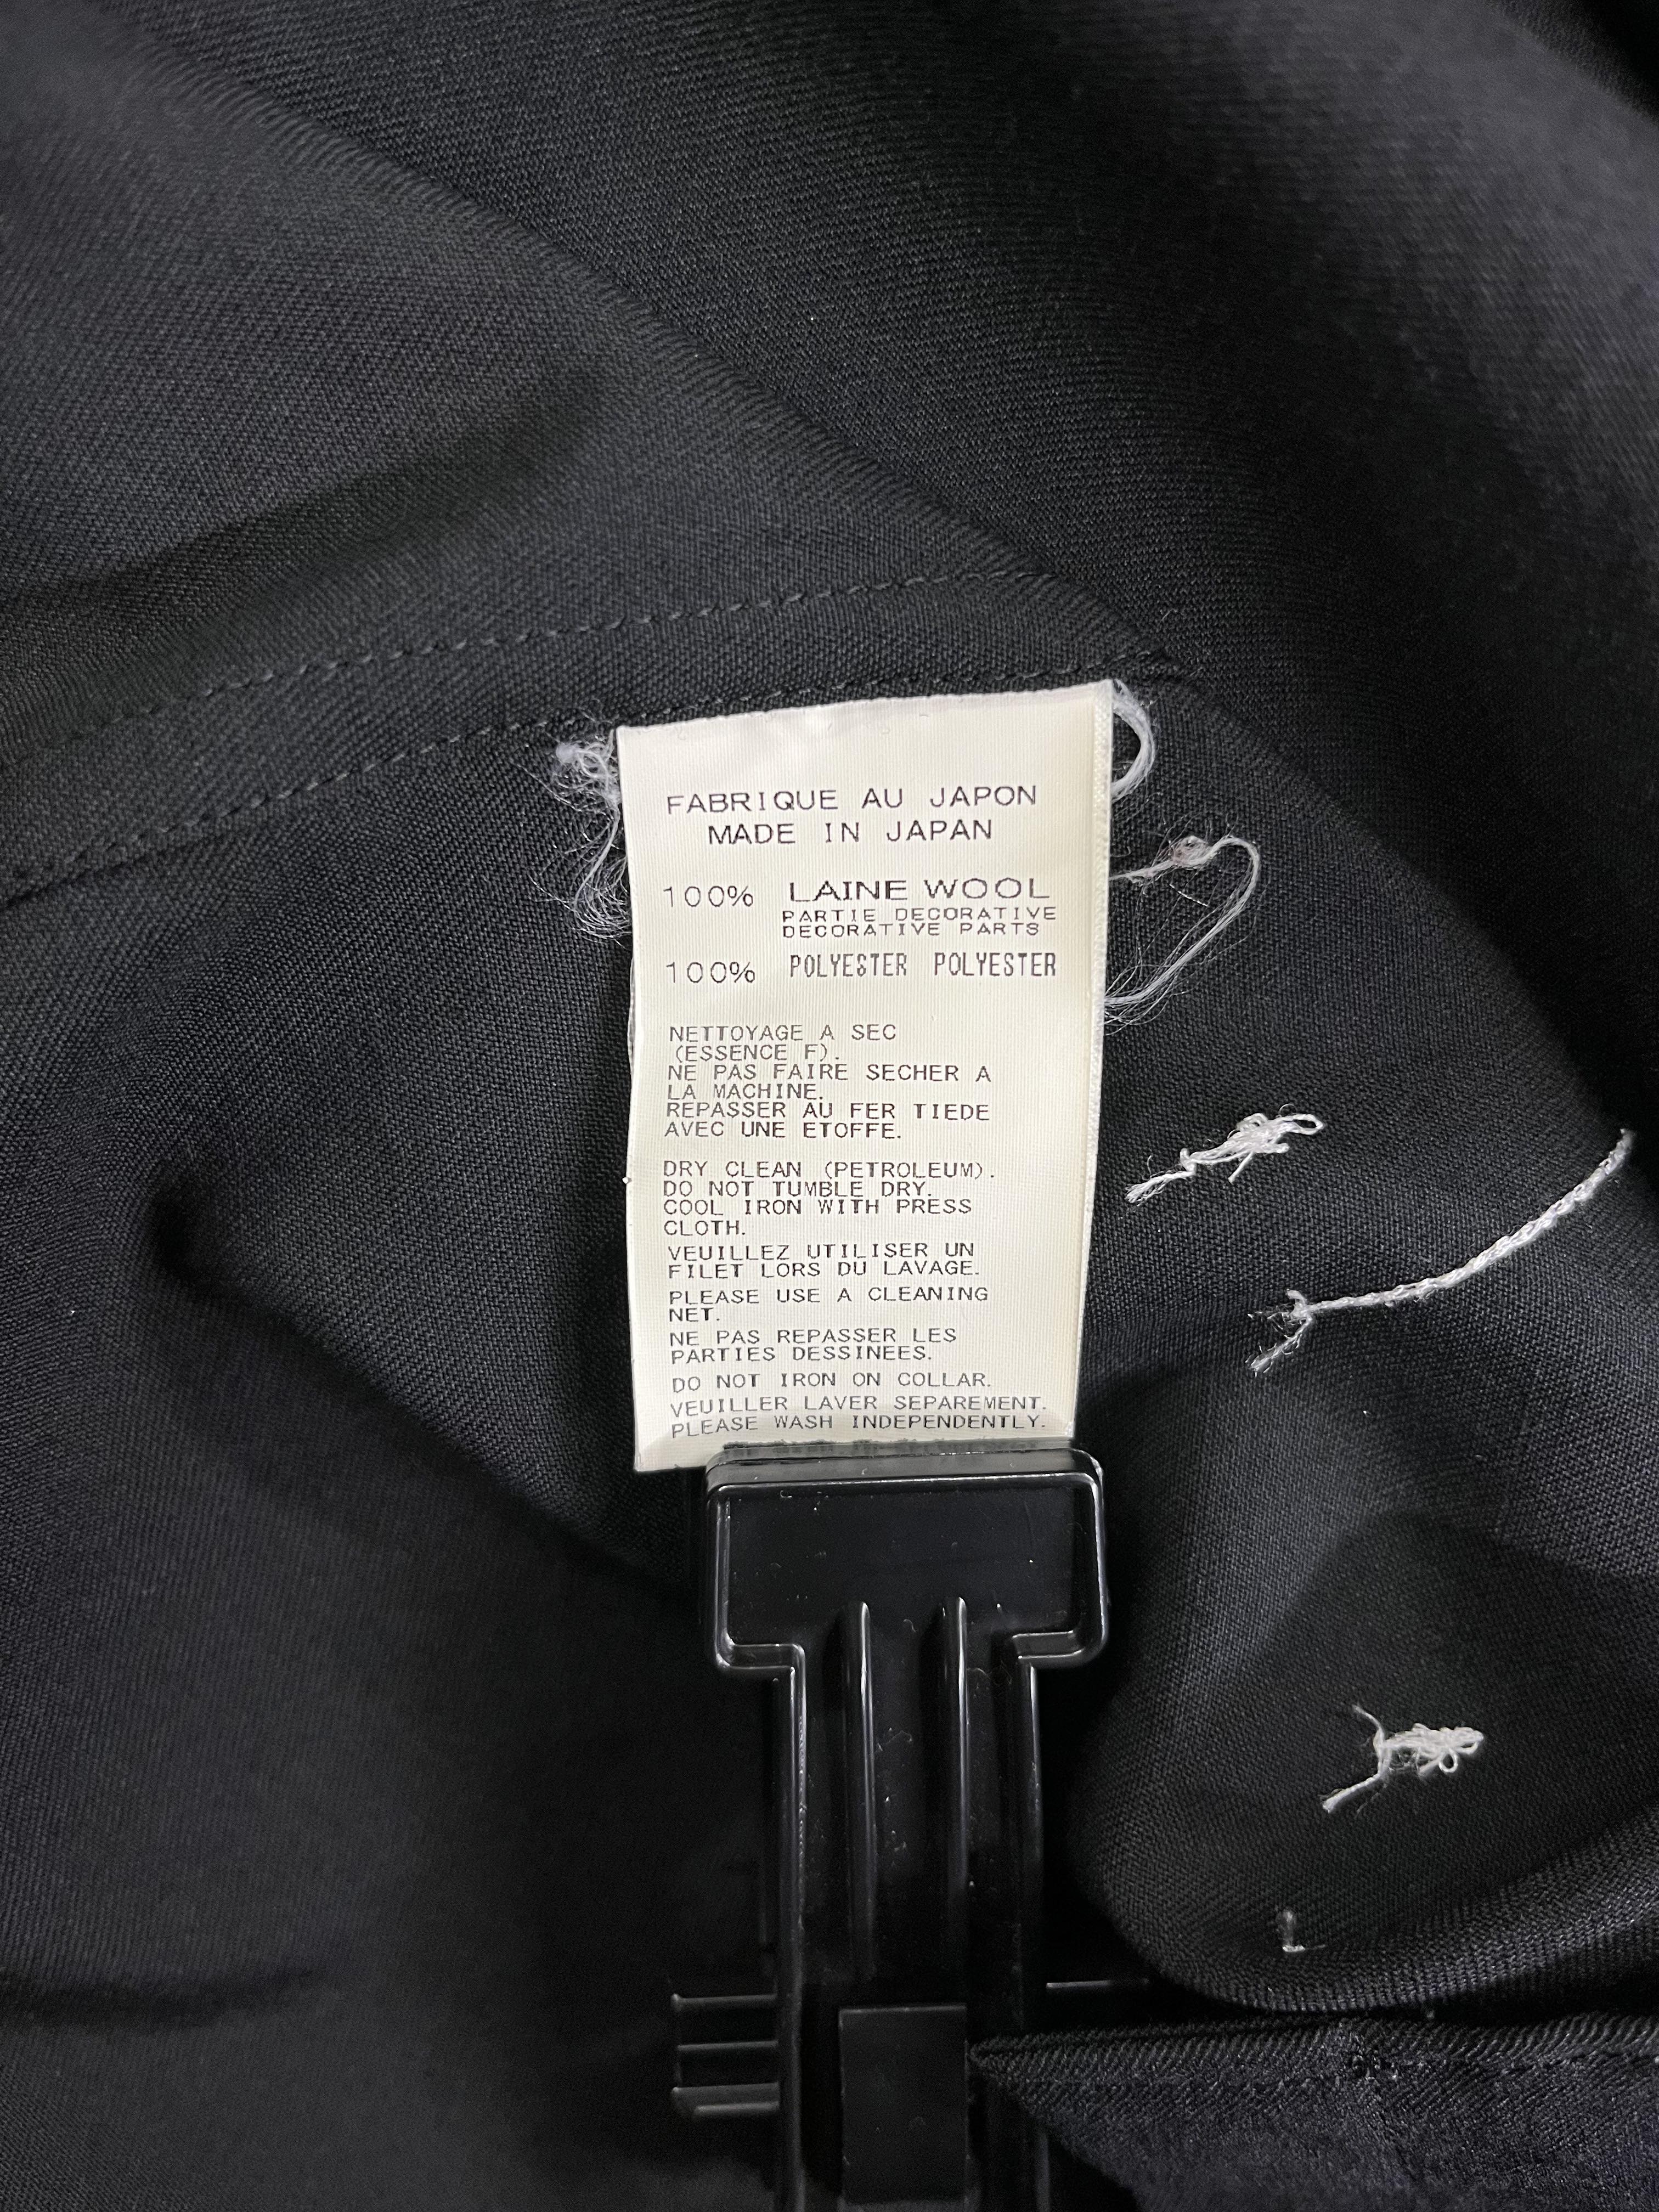 FABRIQUE AU JAPON
MADE IN JAPAN
100% LAINE WOOL
PARTIE DECORATIVE
DECORATIVE PARTS
100% POLYESTER POLYESTER
NETTOYAGE A SEC
(ESSENCE F).
NE PAS FAIRE SECHER A
LA MACHINE.
REPASSER AU FER TIEDE
AVEC UNE ETOFFE.
DRY CLEAN (PETROLEUM).
DO NOT TUMBLE DRY.
COOL IRON WITH PRESS
CLOTH.
VEUILLEZ UTILISER UN
FILET LORS DU LAVAGE.
PLEASE USE A CLEANING
NET.
NE PAS REPASSER LES
PARTIES DESSINEES.
DO NOT IRON ON COLLAR.
VEUILLER LAVER SEPAREMENT.
PLEASE WASH INDEPENDENTLY.